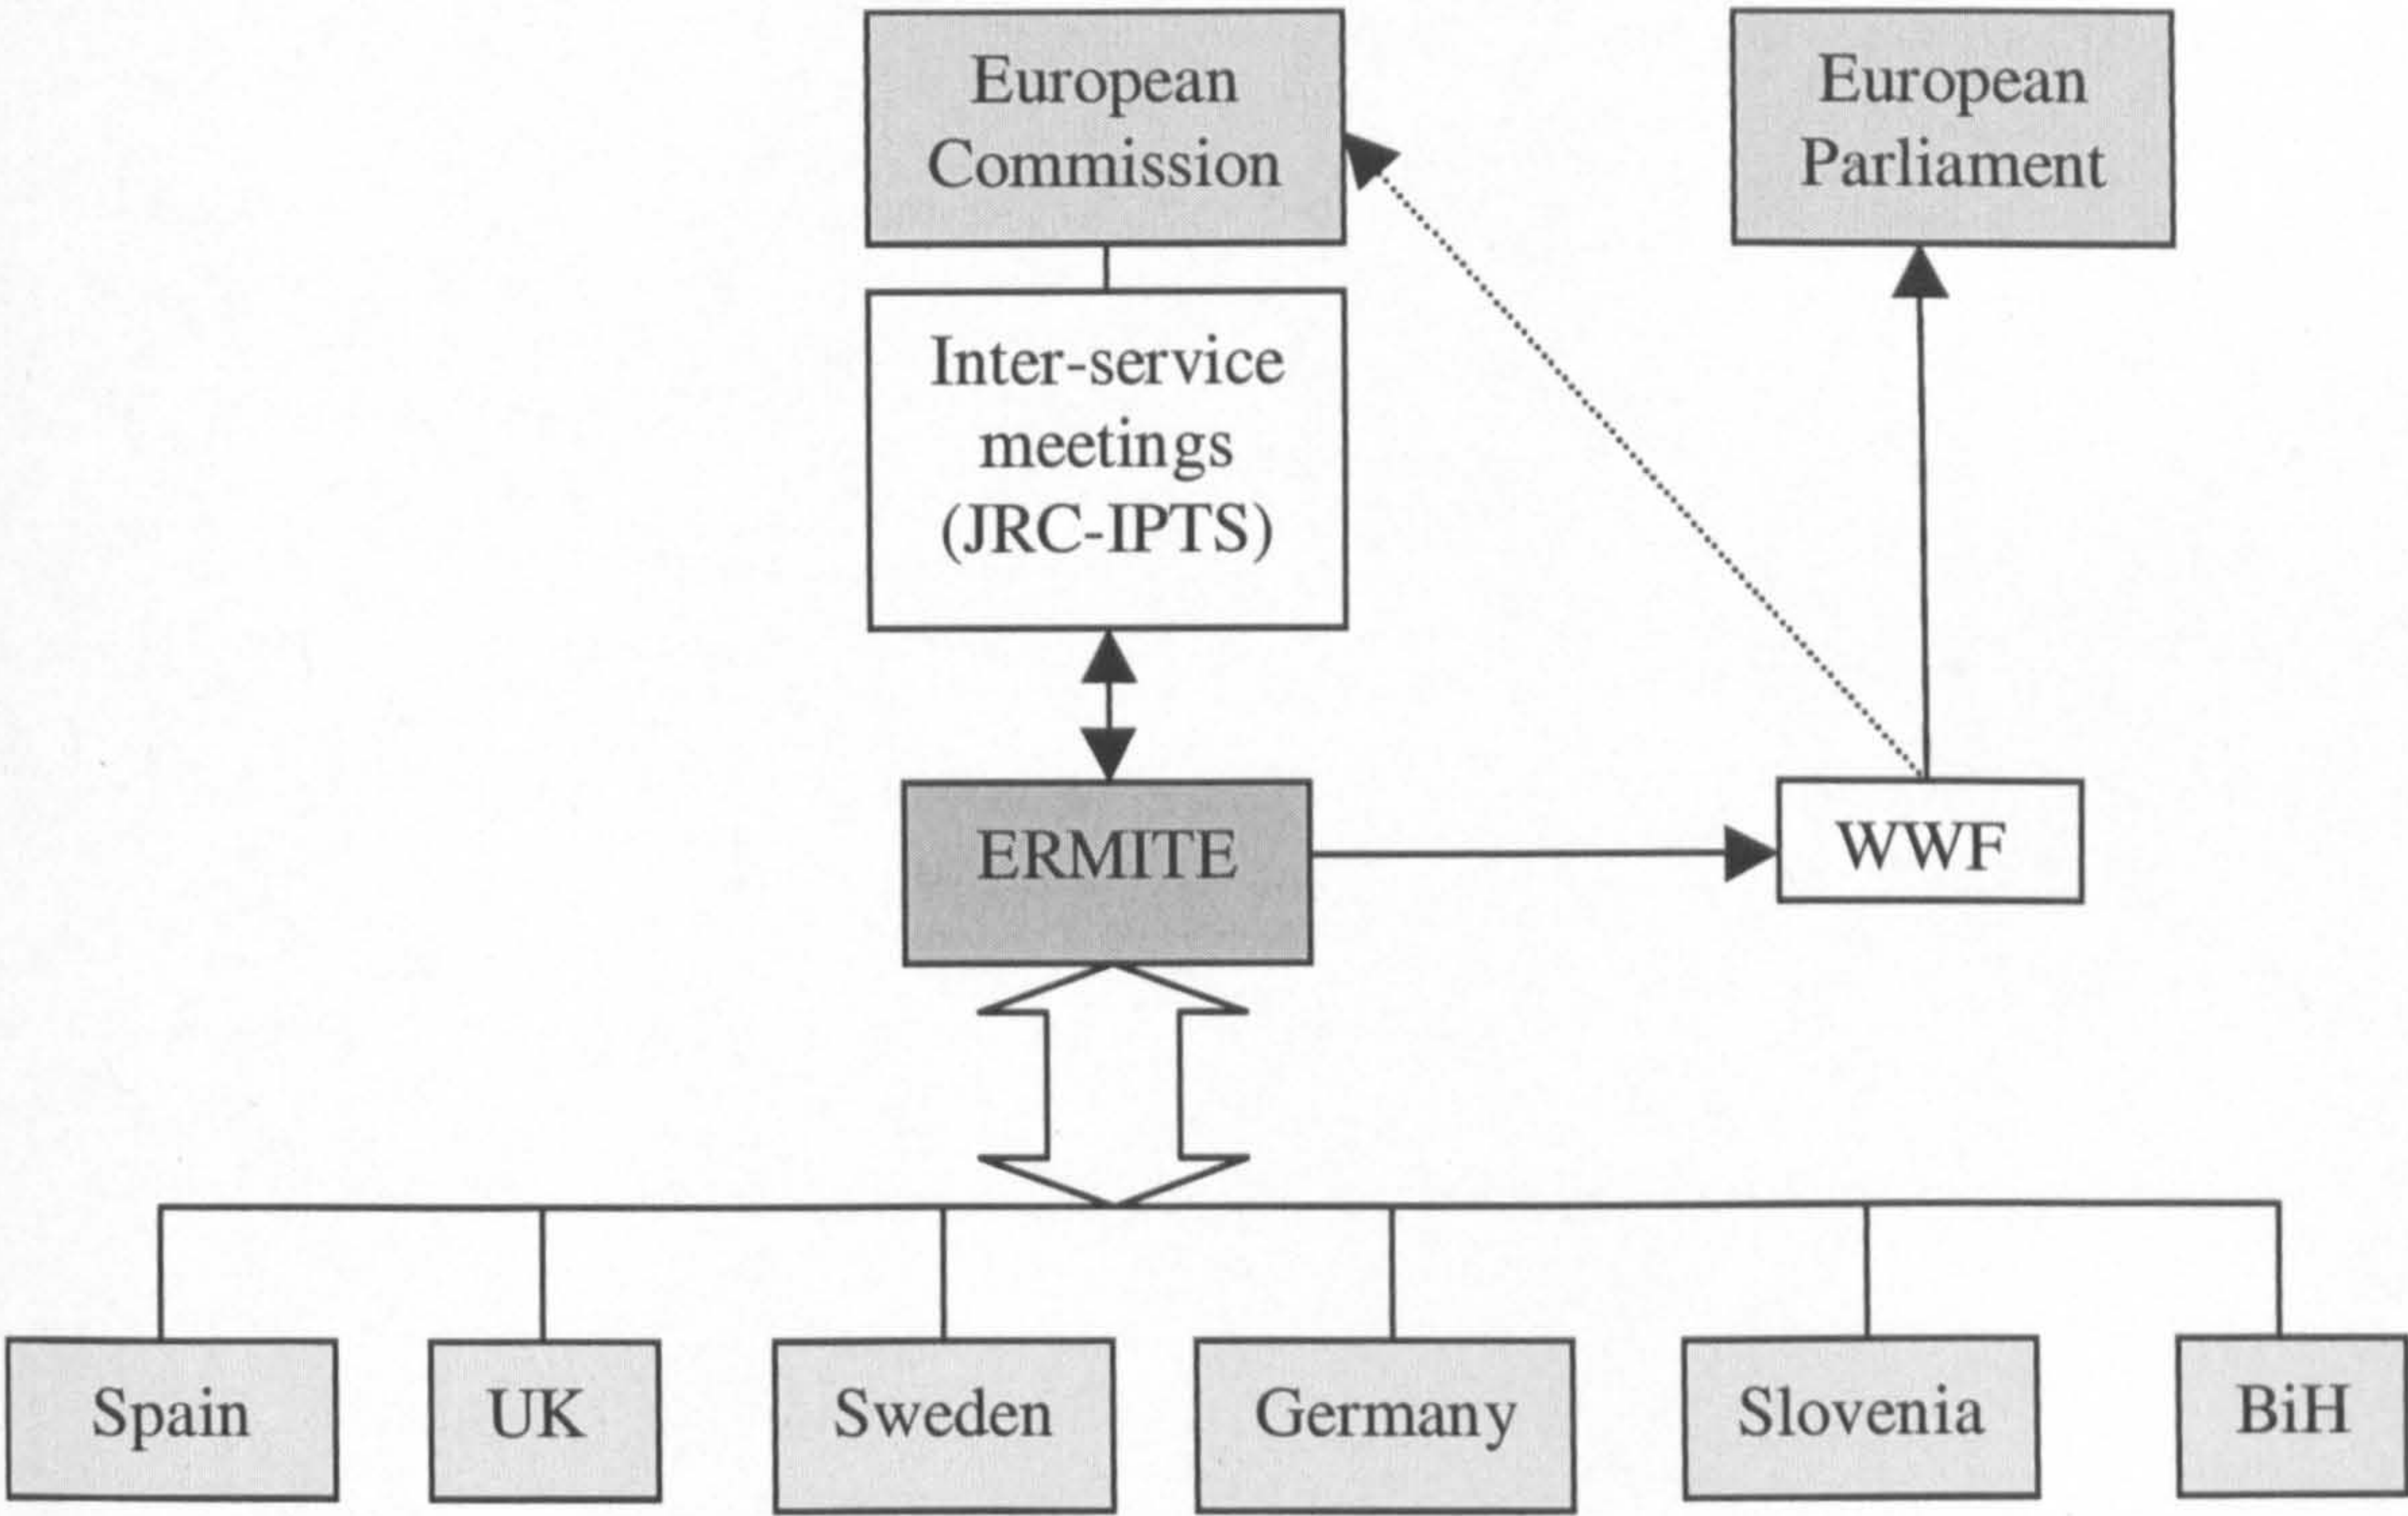 European
Commission
European
Parliament
Inter-service
meetings
(JRC-IPTS)
ERMITE
WWF
Spain
UK
Sweden
Germany
Slovenia
BiH